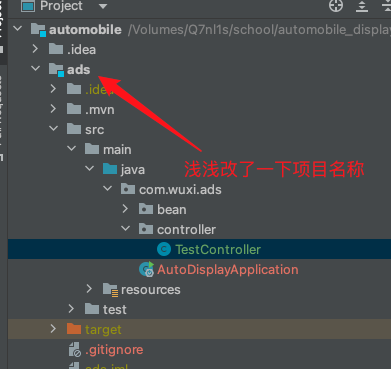 Project
automobile /Volumes/Q7nl1s/school/automobile_display
.idea
ads
.idea
.mvn
src
main
浅浅改了一下项目名称
java
com.wuxi.ads
bean
controller
TestController
AutoDisplayApplication
resources
test
target
.gitignore
ads.iml